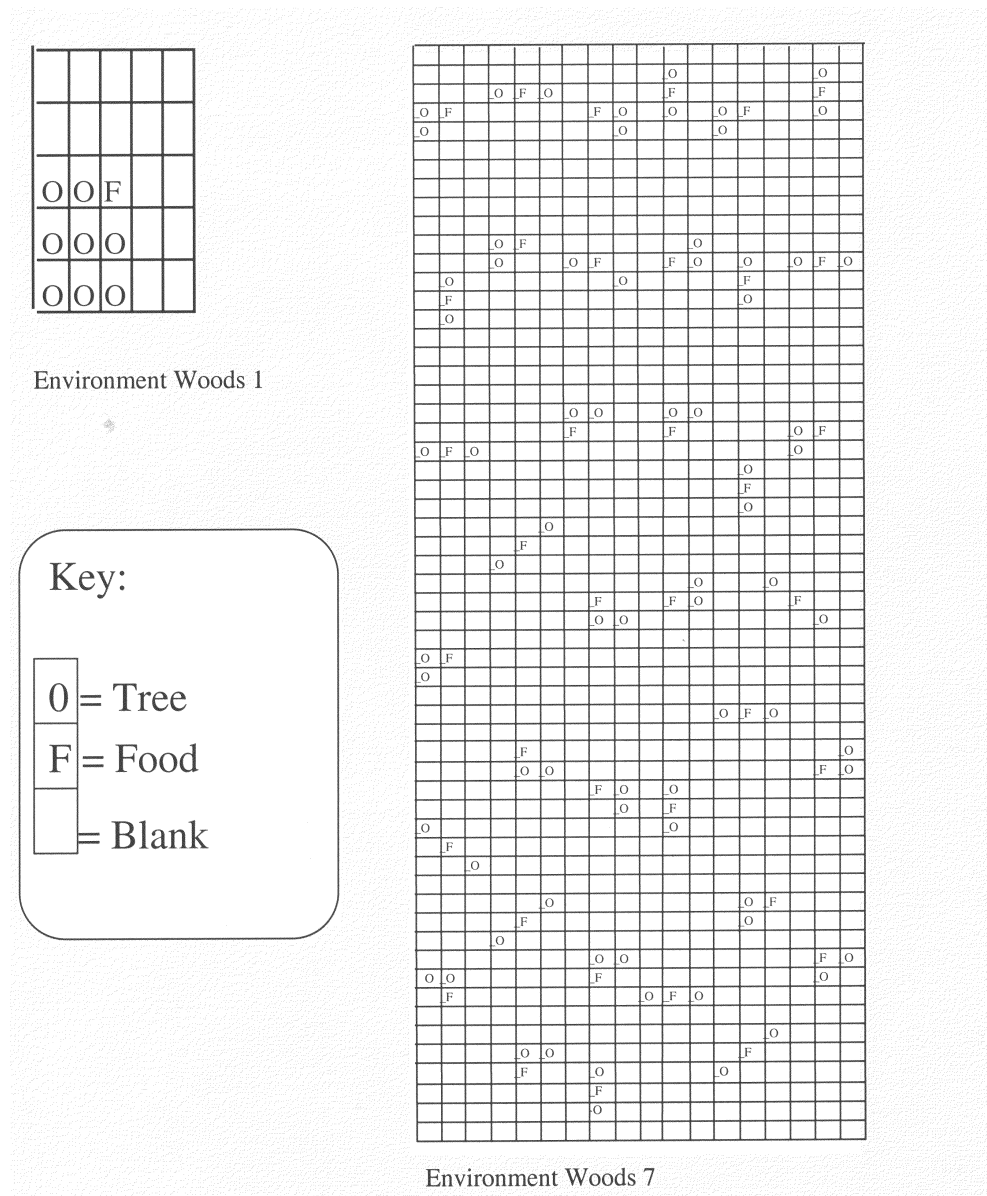 O O F
O O O
O O O
Environment Woods 1
Key:
0 = Tree
F = Food
= Blank
O O
O F O F F
O F F O O O F O
O O O
O F O
O O F F O O O F O
O O F
F O
O
O O O O
F F O F
O F O O
O
F
O
O
F
O
O O
F F O F
O O O
O F
O
O F O
F O
O O F O
F O O
O F
O O
F
O
O O F
F O
O
O O F O
O O F O
F O F O
O
O O F
F O O
F
O
Environment Woods 7